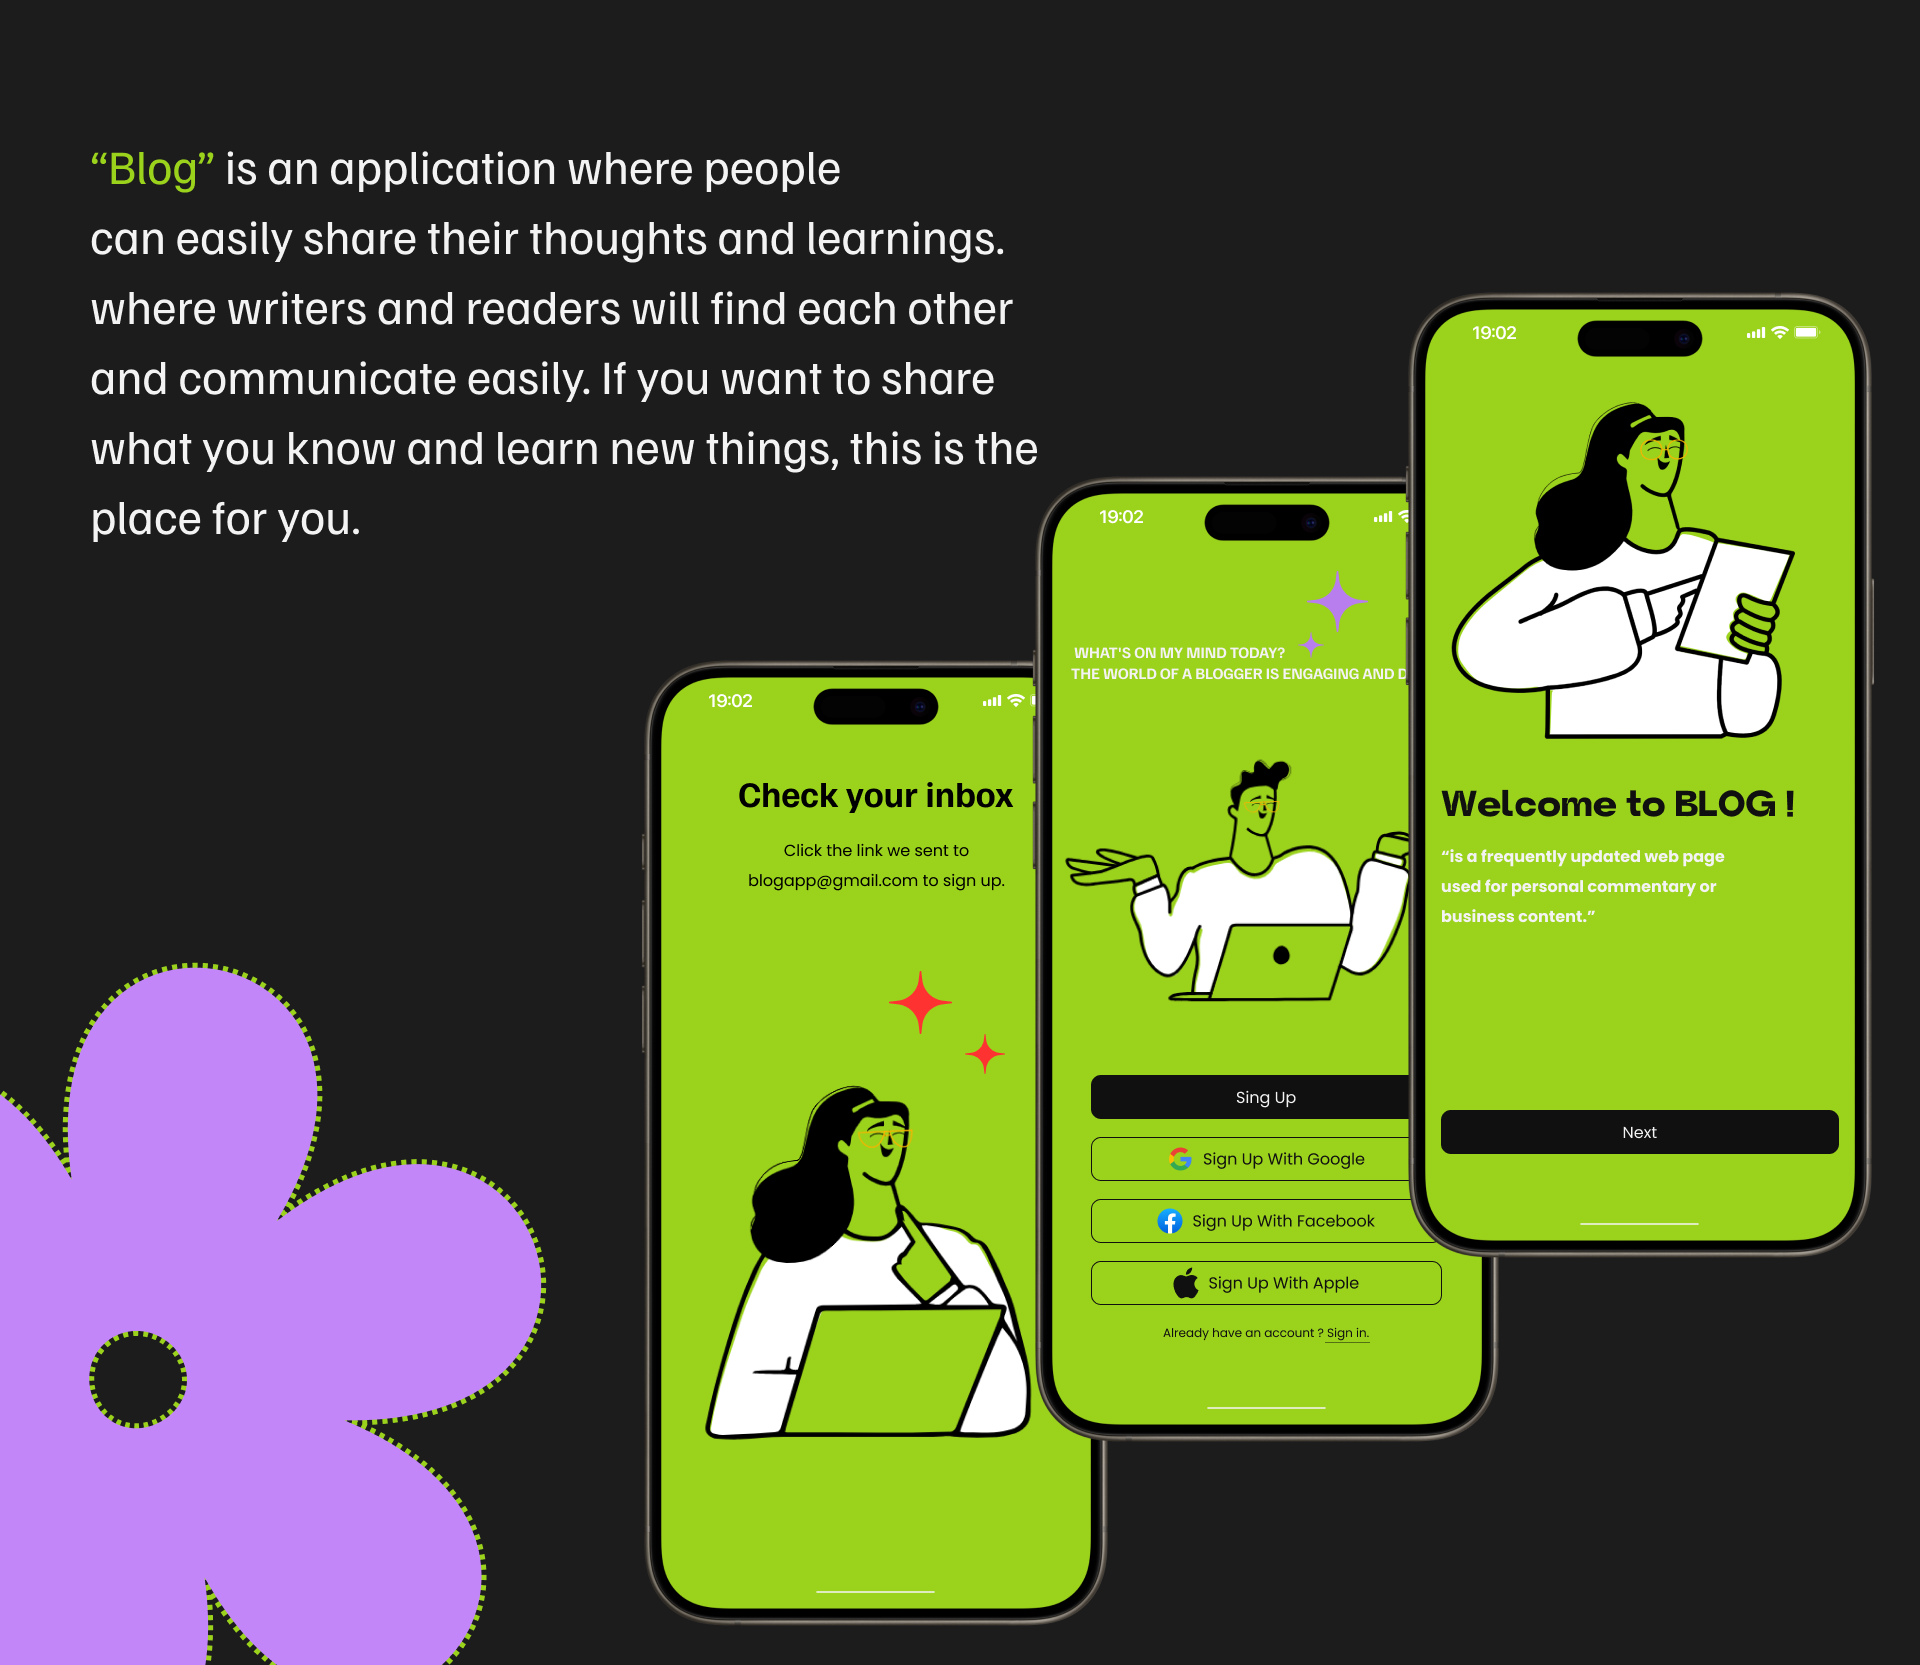 “Blog” is an application where people
can easily share their thoughts and learnings.
where writers and readers will find each other
and communicate easily. If you want to share
what you know and learn new things, this is the
place for you.
19:02
Check your inbox
Click the link we sent to
blogapp@gmail.com to sign up.
19:02
WHAT'S ON MY MIND TODAY?
THE WORLD OF A BLOGGER IS ENGAGING AND
Sing Up
Sign Up With Google
Sign Up With Facebook
Sign Up With Apple
Already have an account ? Sign in.
19:02
Welcome to BLOG !
“is a frequently updated web page
used for personal commentary or
business content.”
Next